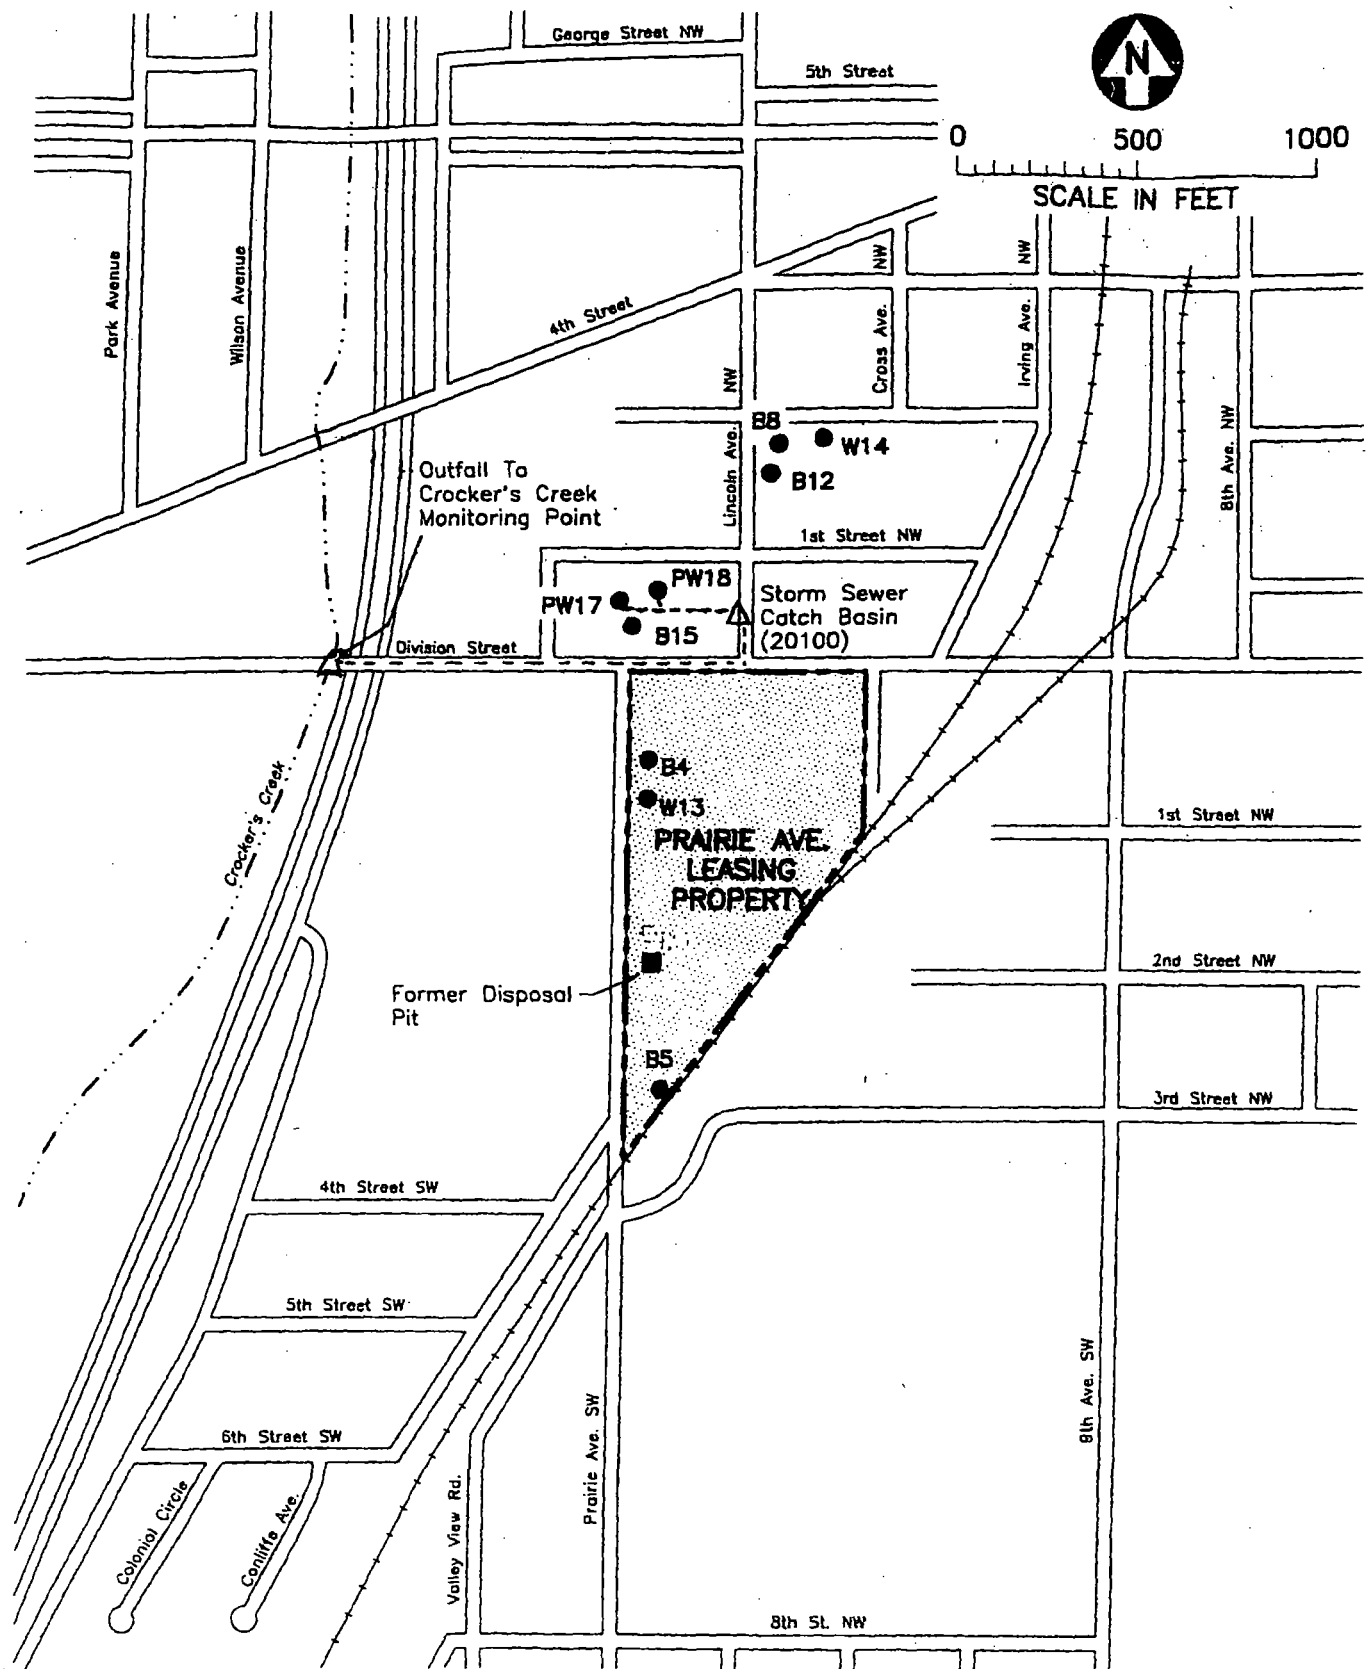 George Street NW
5th Street
N
0 500 1000
SCALE IN FEET
Park Avenue
Wilson Avenue
4th Street
NW
Lincoln Ave.
NW
Cross Ave.
NW
Irving Ave.
8th Ave. NW
B8
W14
B12
Outfall To
Crocker's Creek
Monitoring Point
1st Street NW
PW18
PW17
B15
Storm Sewer
Catch Basin
(20100)
Division Street
Crocker's Creek
B4
W13
PRAIRIE AVE.
LEASING
PROPERTY
1st Street NW
2nd Street NW
Former Disposal
Pit
B5
3rd Street NW
4th Street SW
5th Street SW
6th Street SW
Colonial Circle
Canliffe Ave.
Valley View Rd.
Prairie Ave. SW
8th Ave. SW
8th St. NW